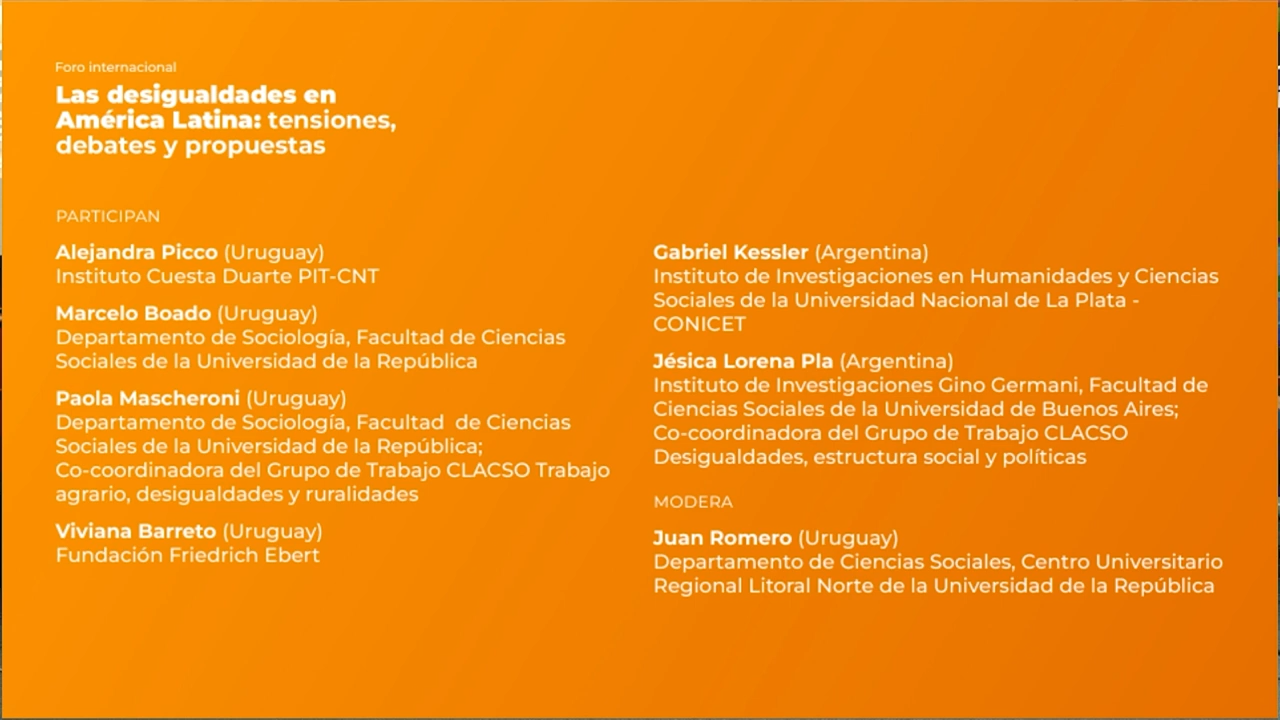 Foro internacional
Las desigualdades en
América Latina: tensiones,
debates y propuestas
PARTICIPAN
Alejandra Picco (Uruguay)
Instituto Cuesta Duarte PIT-CNT
Marcelo Boado (Uruguay)
Departamento de Sociología, Facultad de Ciencias
Sociales de la Universidad de la República
Paola Mascheroni (Uruguay)
Departamento de Sociología, Facultad  de Ciencias
Sociales de la Universidad de la República;
Co-coordinadora del Grupo de Trabajo CLACSO Trabajo
agrario, desigualdades y ruralidades
Viviana Barreto (Uruguay)
Fundación Friedrich Ebert
Gabriel Kessler (Argentina)
Instituto de Investigaciones en Humanidades y Ciencias
Sociales de la Universidad Nacional de La Plata -
CONICET
Jésica Lorena Pla (Argentina)
Instituto de Investigaciones Gino Germani, Facultad de
Ciencias Sociales de la Universidad de Buenos Aires;
Co-coordinadora del Grupo de Trabajo CLACSO
Desigualdades, estructura social y políticas
MODERA
Juan Romero (Uruguay)
Departamento de Ciencias Sociales, Centro Universitario
Regional Litoral Norte de la Universidad de la República